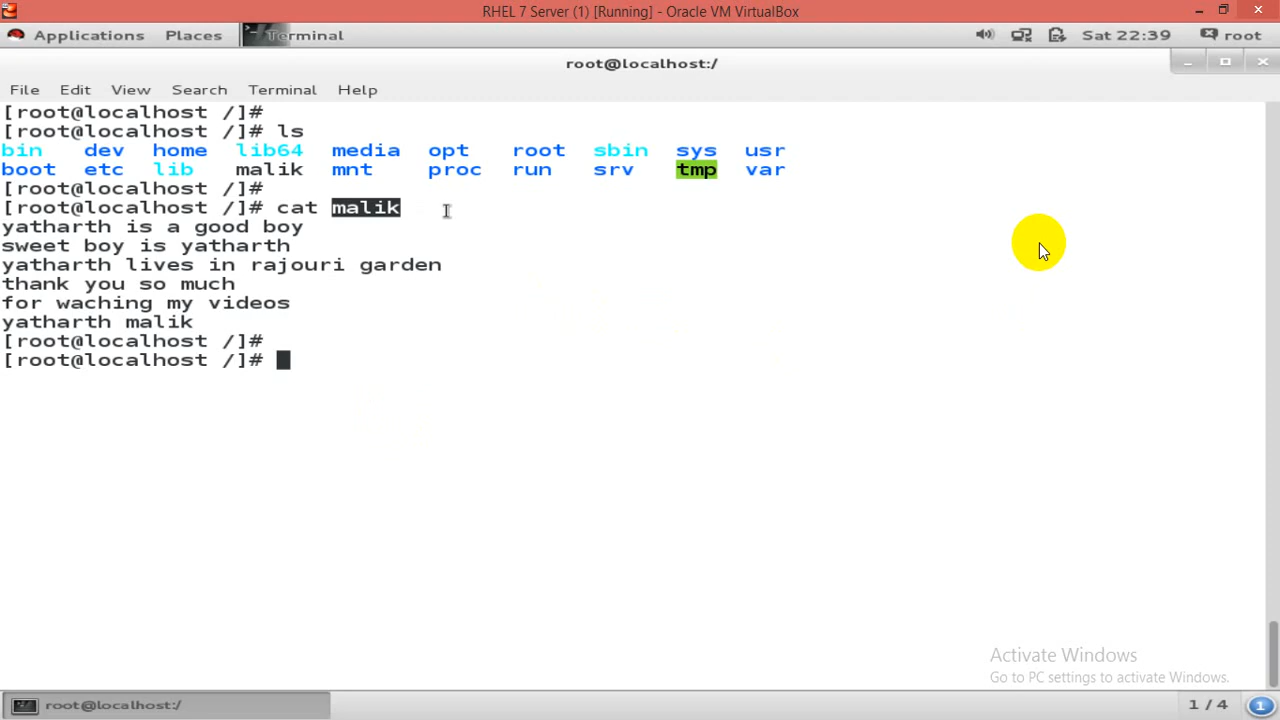 RHEL 7 Server (1) [Running] - Oracle VM VirtualBox
Applications Places Terminal Sat 22:39 root
root@localhost:/
File Edit View Search Terminal Help
[root@localhost /]#
[root@localhost /]# ls
bin dev home lib64 media opt root sbin sys usr
boot etc lib malik mnt proc run srv tmp var
[root@localhost /]#
[root@localhost /]# cat malik
yatharth is a good boy
sweet boy is yatharth
yatharth lives in rajouri garden
thank you so much
for waching my videos
yatharth malik
[root@localhost /]#
[root@localhost /]#
Activate Windows
Go to PC settings to activate Windows.
root@localhost:/ 1 / 4 1